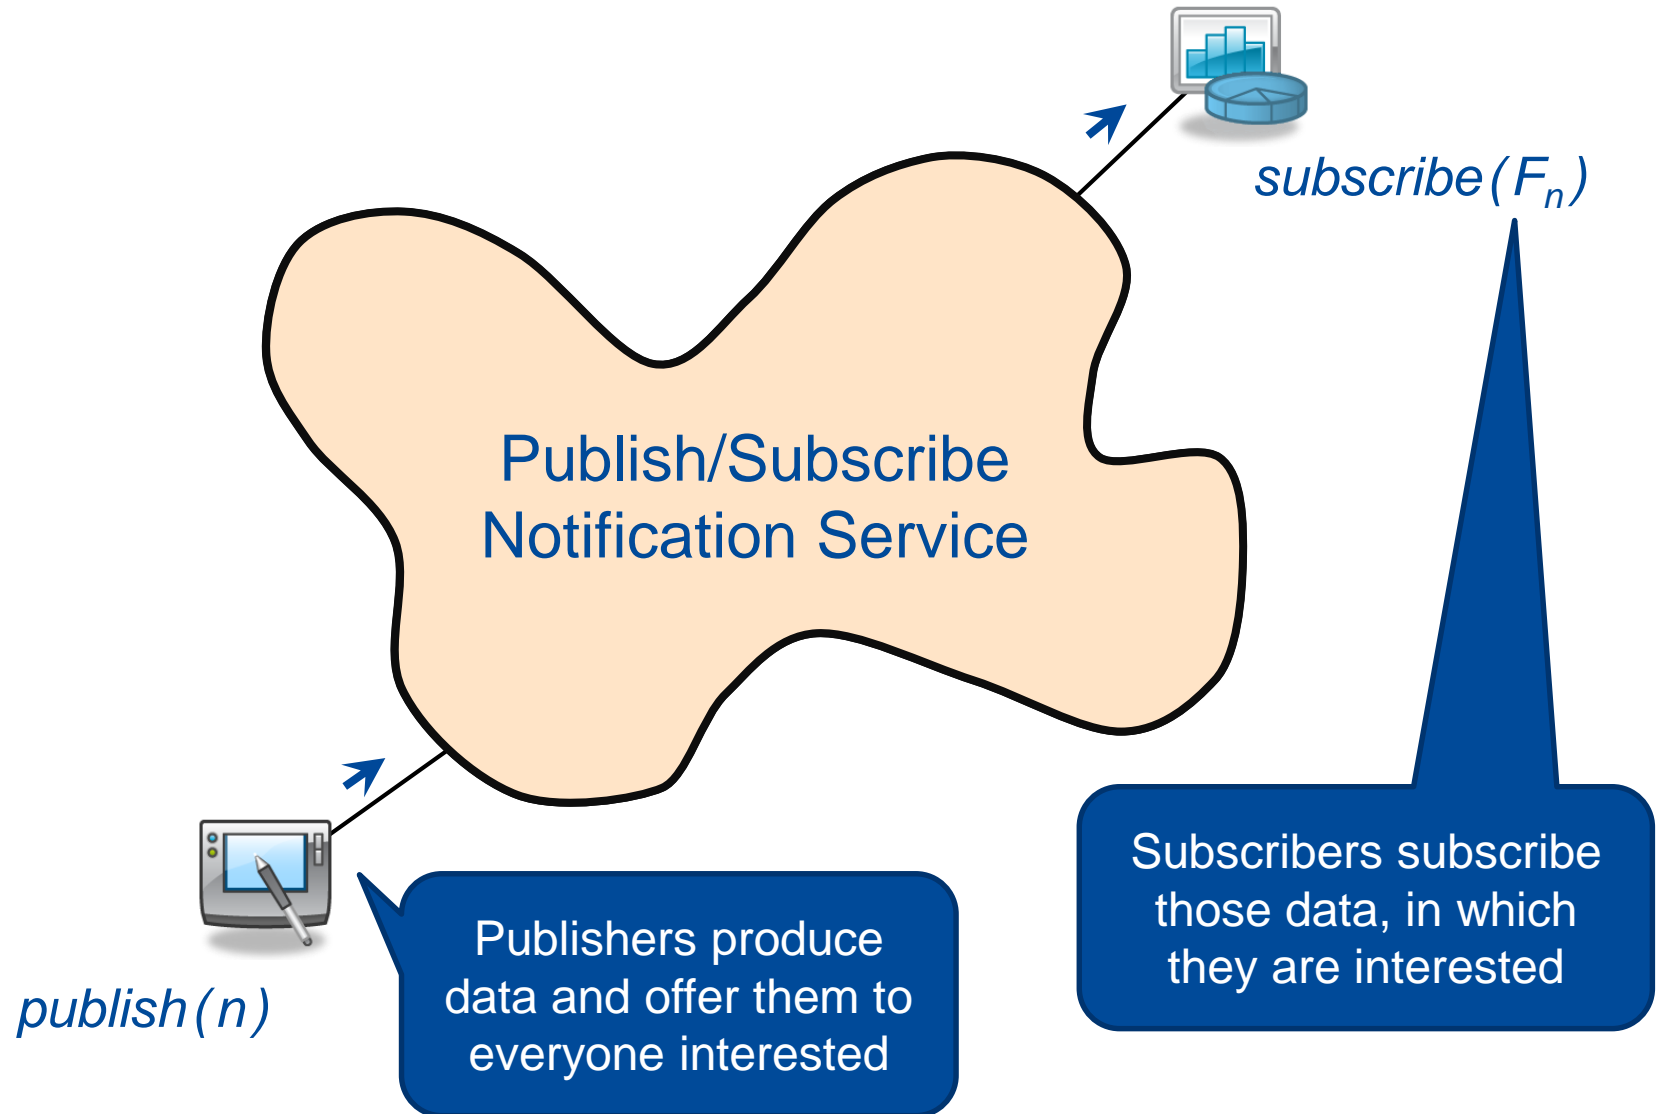 subscribe(Fn)
Publish/Subscribe
Notification Service
Subscribers subscribe
those data, in which
they are interested
Publishers produce
data and offer them to
everyone interested
publish(n)